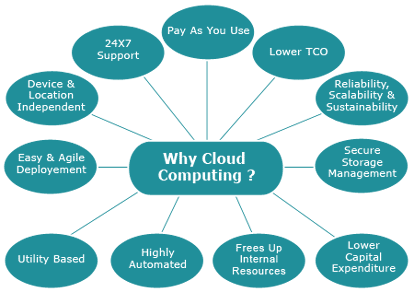 Pay As You Use
24X7
Support
Lower TCO
Device &
Location
Independent
Reliability,
Scalability &
Sustainability
Why Cloud
Computing ?
Easy & Agile
Deployement
Secure
Storage
Management
Utility Based
Highly
Automated
Frees Up
Internal
Resources
Lower
Capital
Expenditure